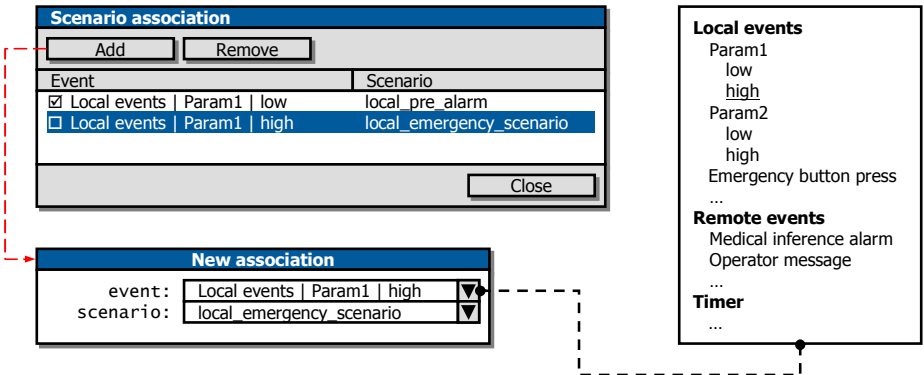 Scenario association
Add Remove
Event Scenario
☑ Local events | Param1 | low local_pre_alarm
☐ Local events | Param1 | high local_emergency_scenario
Close
New association
event: Local events | Param1 | high ▼
scenario: local_emergency_scenario ▼
Local events
Param1
low
high
Param2
low
high
Emergency button press
...
Remote events
Medical inference alarm
Operator message
...
Timer
...